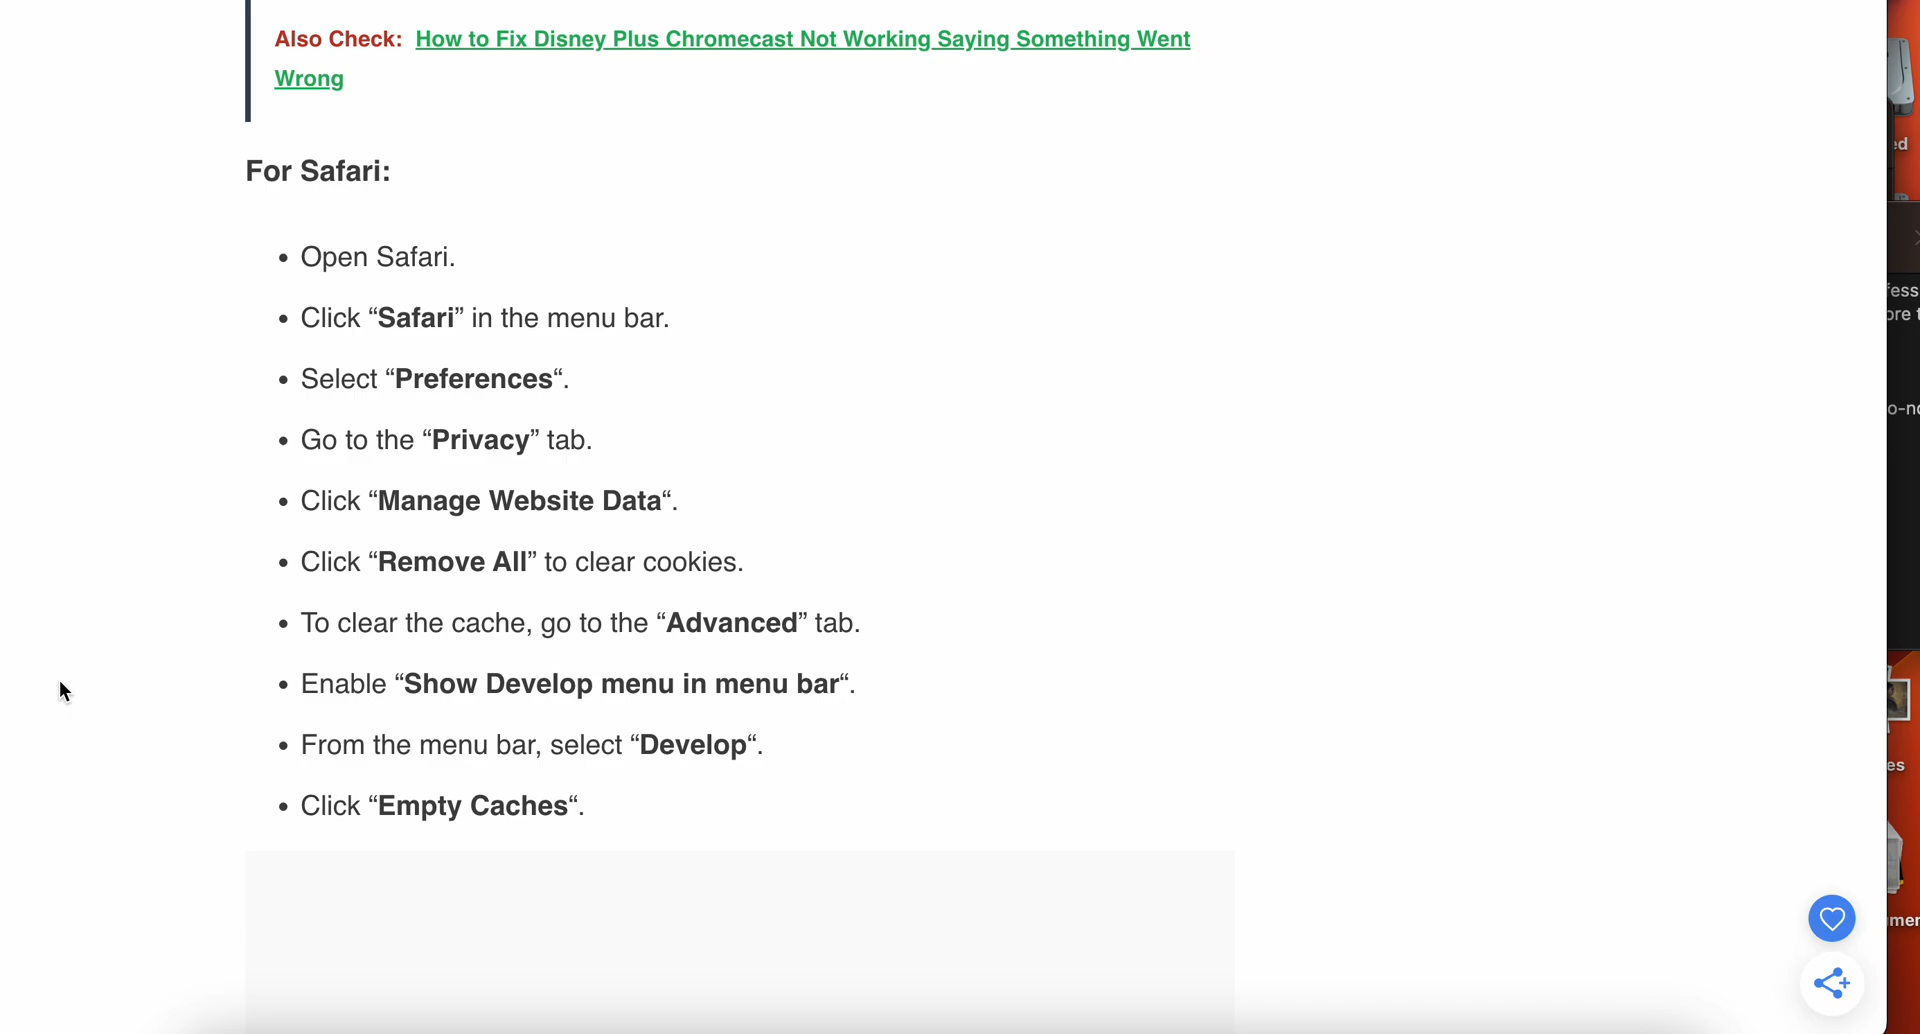 Also Check: How to Fix Disney Plus Chromecast Not Working Saying Something Went
Wrong
For Safari:
• Open Safari.
• Click “Safari” in the menu bar.
• Select “Preferences“.
• Go to the “Privacy” tab.
• Click “Manage Website Data“.
• Click “Remove All” to clear cookies.
• To clear the cache, go to the “Advanced” tab.
• Enable “Show Develop menu in menu bar“.
• From the menu bar, select “Develop“.
• Click “Empty Caches“.